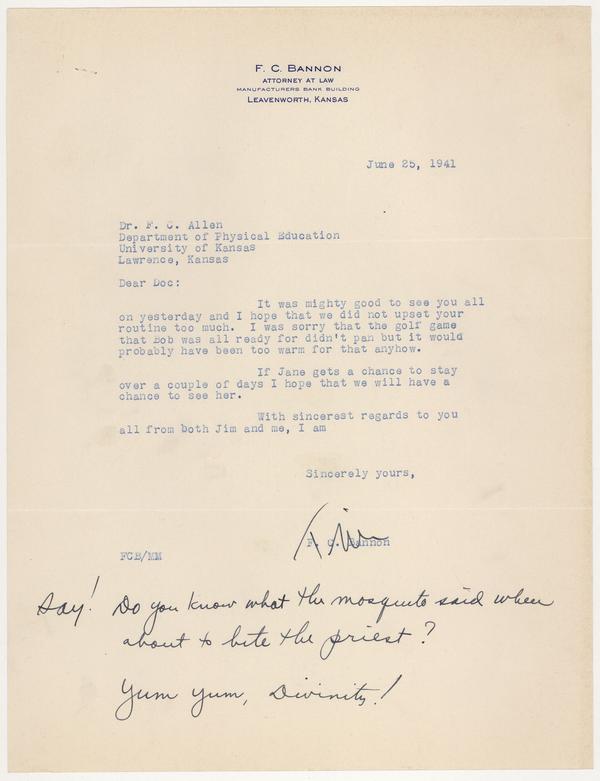 F. C. BANNON
ATTORNEY AT LAW
MANUFACTURERS BANK BUILDING
LEAVENWORTH, KANSAS
June 25, 1941
Dr. F. C. Allen
Department of Physical Education
University of Kansas
Lawrence, Kansas
Dear Doc:
It was mighty good to see you all
on yesterday and I hope that we did not upset your
routine too much. I was sorry that the golf game
that Bob was all ready for didn't pan but it would
probably have been too warm for that anyhow.
If Jane gets a chance to stay
over a couple of days I hope that we will have a
chance to see her.
With sincerest regards to you
all from both Jim and me, I am
Sincerely yours,
F. C. Bannon
FCB/MM
Say! Do you know what the mosquito said when
about to bite the priest?
Yum Yum, Divinity!